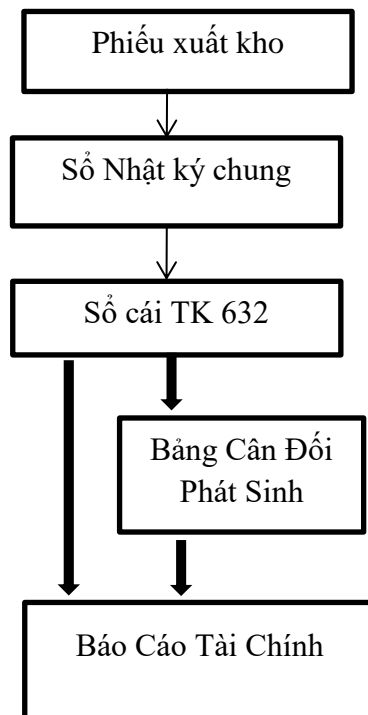 Phiếu xuất kho
Sổ Nhật ký chung
Sổ cái TK 632
Bảng Cân Đối
Phát Sinh
Báo Cáo Tài Chính